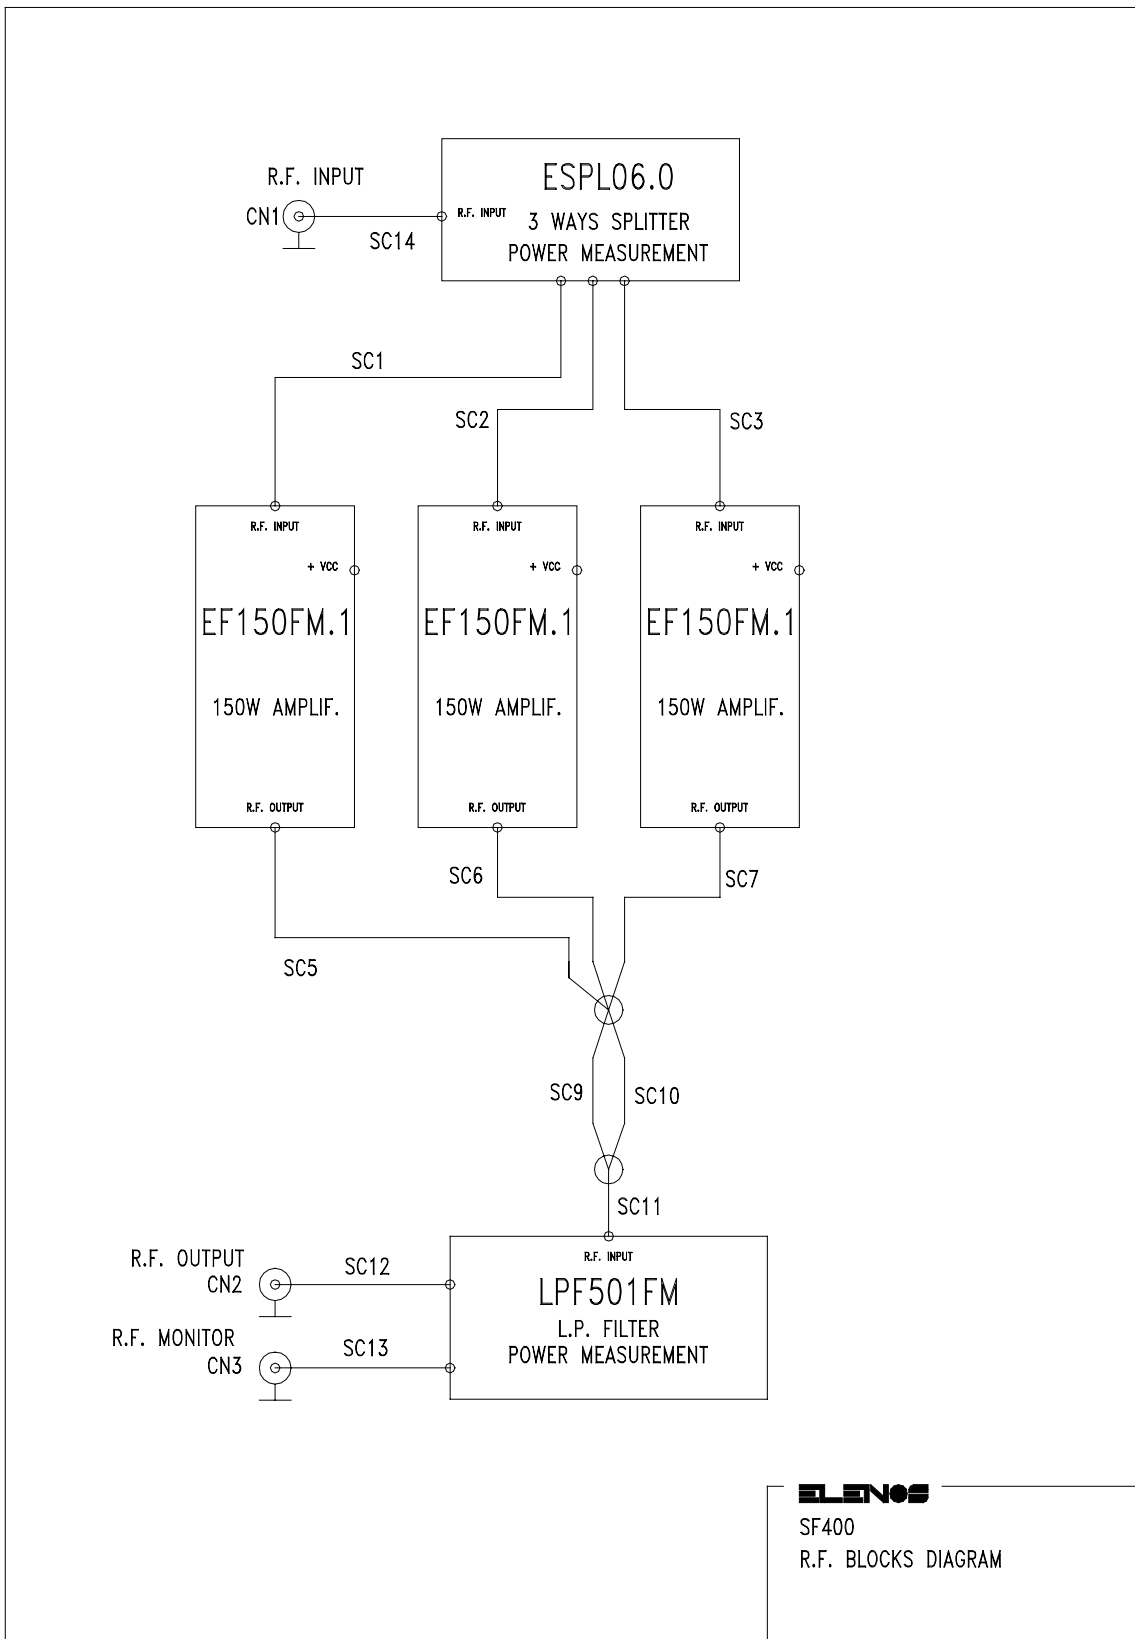 ESPL06.0
R.F. INPUT
CN1
R.F. INPUT
3 WAYS SPLITTER
SC14
POWER MEASUREMENT
SC1
SC2
SC3
R.F. INPUT
+ VCC
EF150FM.1
150W AMPLIF.
R.F. OUTPUT
R.F. INPUT
+ VCC
EF150FM.1
150W AMPLIF.
R.F. OUTPUT
R.F. INPUT
+ VCC
EF150FM.1
150W AMPLIF.
R.F. OUTPUT
SC6
SC7
SC5
SC9
SC10
SC11
R.F. OUTPUT
CN2
SC12
R.F. MONITOR
CN3
SC13
R.F. INPUT
LPF501FM
L.P. FILTER
POWER MEASUREMENT
ELENOS
SF400
R.F. BLOCKS DIAGRAM